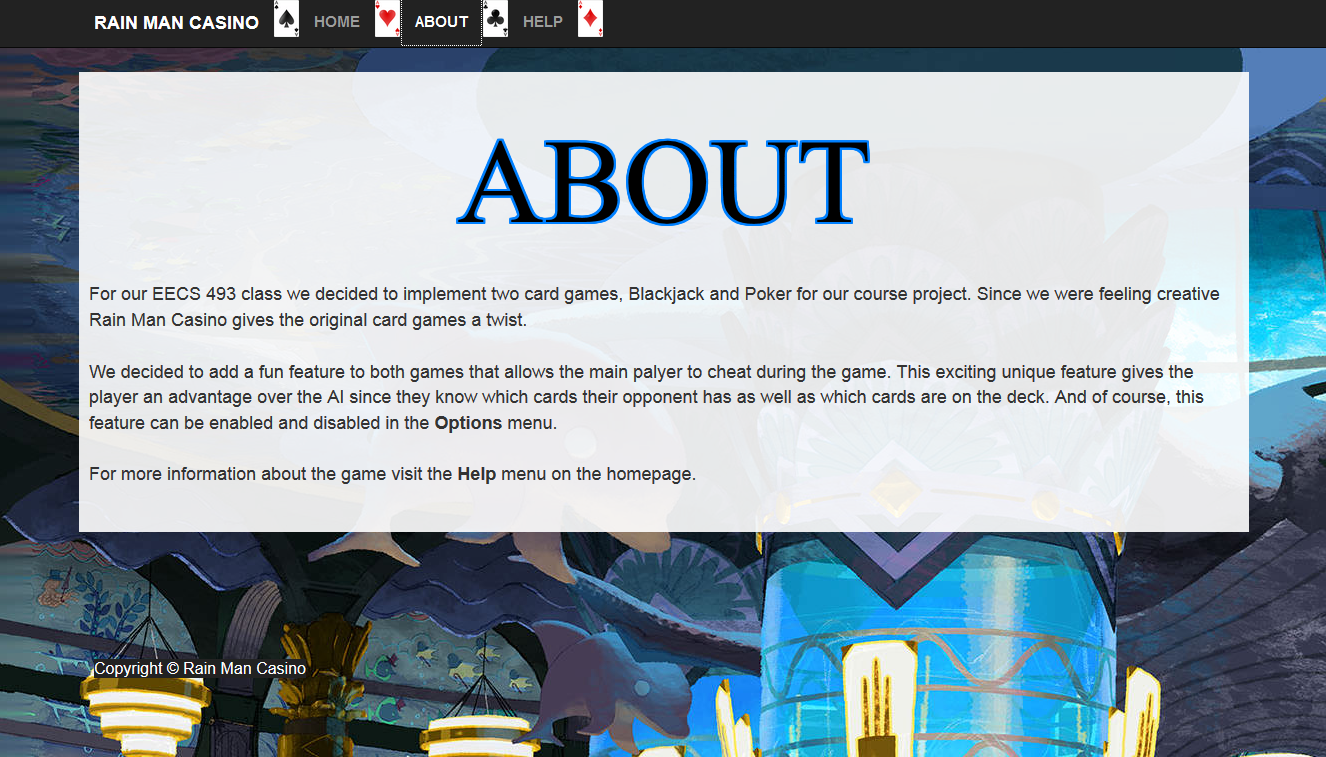 RAIN MAN CASINO HOME ABOUT HELP
ABOUT
For our EECS 493 class we decided to implement two card games, Blackjack and Poker for our course project. Since we were feeling creative
Rain Man Casino gives the original card games a twist.
We decided to add a fun feature to both games that allows the main palyer to cheat during the game. This exciting unique feature gives the
player an advantage over the AI since they know which cards their opponent has as well as which cards are on the deck. And of course, this
feature can be enabled and disabled in the Options menu.
For more information about the game visit the Help menu on the homepage.
Copyright © Rain Man Casino